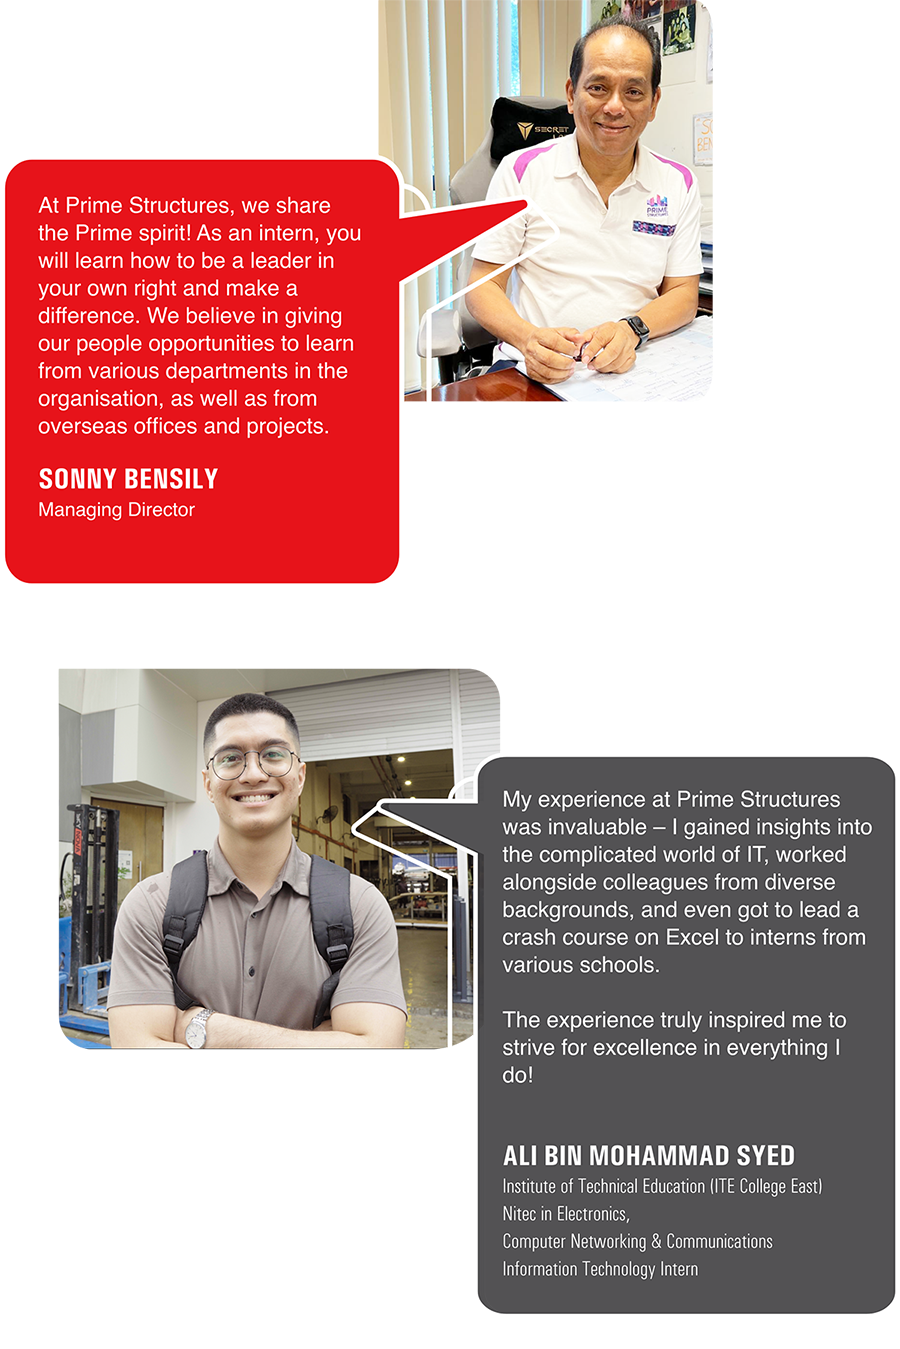 SECRET
PRIME
STRUCTURES
At Prime Structures, we share
the Prime spirit! As an intern, you
will learn how to be a leader in
your own right and make a
difference. We believe in giving
our people opportunities to learn
from various departments in the
organisation, as well as from
overseas offices and projects.
SONNY BENSILY
Managing Director
My experience at Prime Structures
was invaluable – I gained insights into
the complicated world of IT, worked
alongside colleagues from diverse
backgrounds, and even got to lead a
crash course on Excel to interns from
various schools.
The experience truly inspired me to
strive for excellence in everything I
do!
ALI BIN MOHAMMAD SYED
Institute of Technical Education (ITE College East)
Nitec in Electronics,
Computer Networking & Communications
Information Technology Intern